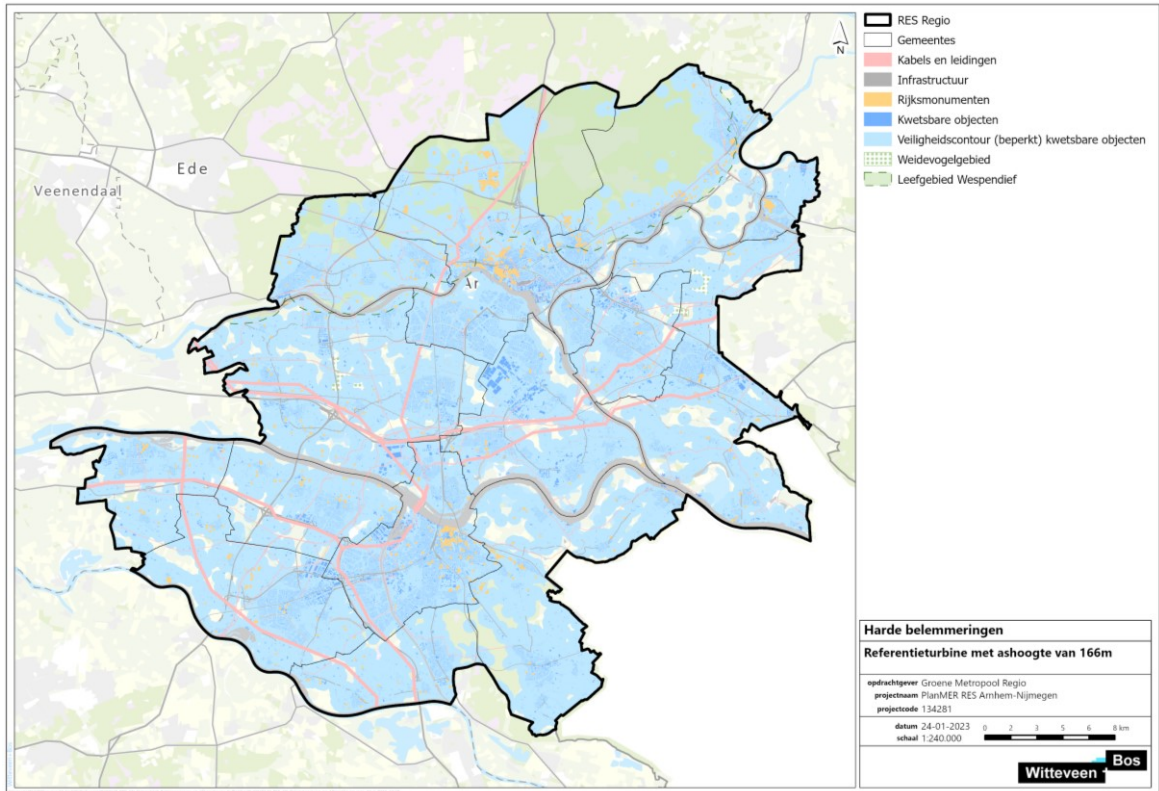 N
Ede
Veenendaal
Ar
RES Regio
Gemeentes
Kabels en leidingen
Infrastructuur
Rijksmonumenten
Kwetsbare objecten
Veiligheidscontour (beperkt) kwetsbare objecten
Weidevogelgebied
Leefgebied Wespendief
Harde belemmeringen
Referentieturbine met ashoogte van 166m
opdrachtgever Groene Metropool Regio
projectnaam PlanMER RES Arnhem-Nijmegen
projectcode 134281
datum 24-01-2023
schaal 1:240.000
0 2 3 5 6 8 km
Witteveen + Bos